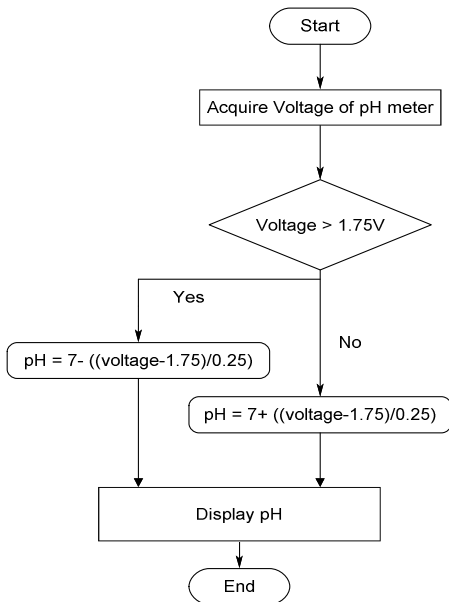 Start
Acquire Voltage of pH meter
Voltage > 1.75V
Yes
No
pH = 7- ((voltage-1.75)/0.25)
pH = 7+ ((voltage-1.75)/0.25)
Display pH
End